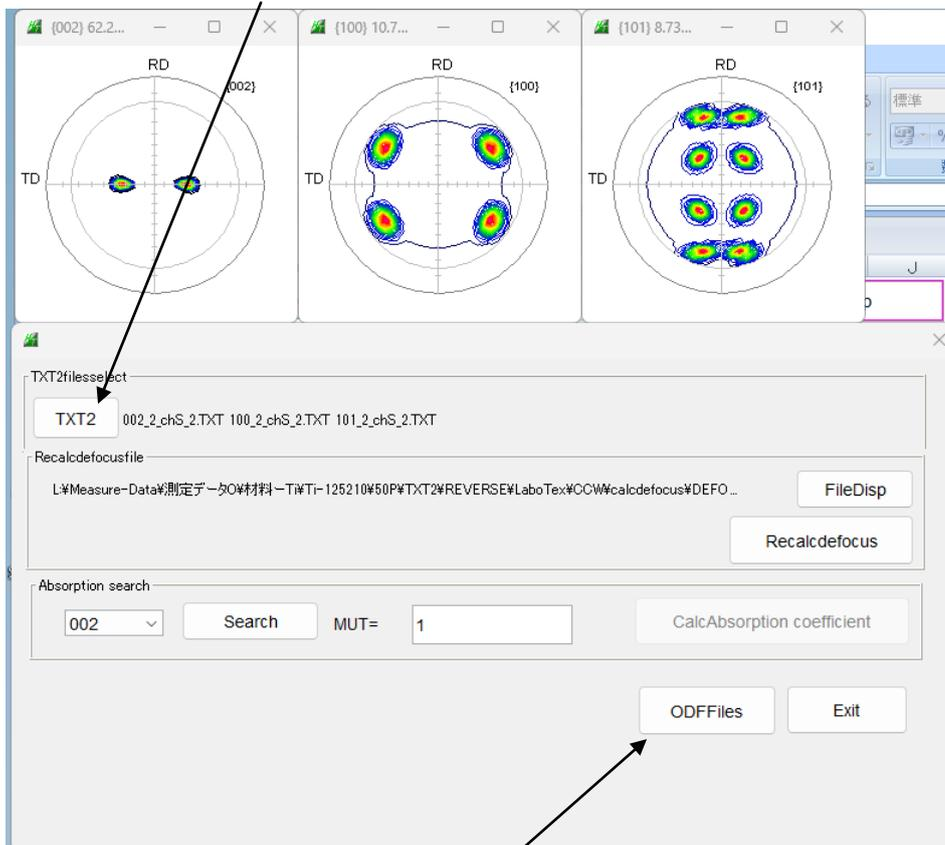 {002} 62.2...
{100} 10.7...
{101} 8.73...
RD
{002}
TD
RD
{100}
TD
RD
{101}
TD
標準
%
J
p
TXT2filesselect
TXT2 002_2_chS_2.TXT 100_2_chS_2.TXT 101_2_chS_2.TXT
Recalcdefocusfile
L:¥Measure-Data¥測定データO¥材料ーTi¥Ti-125210¥50P¥TXT2¥REVERSE¥LaboTex¥CCW¥calcdefocus¥DEFO...
FileDisp
Recalcdefocus
Absorption search
002 Search MUT= 1 CalcAbsorption coefficient
ODFFiles Exit